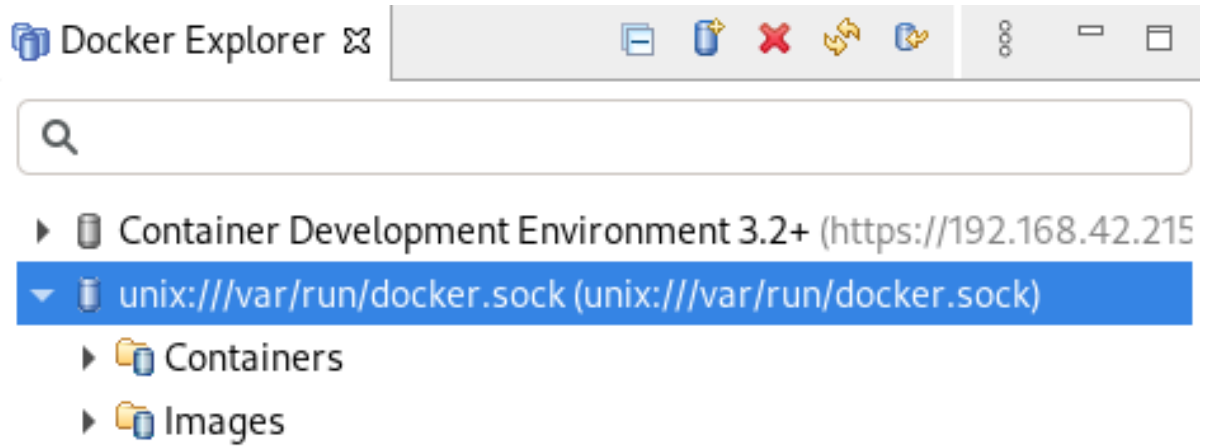 Docker Explorer
Container Development Environment 3.2+ (https://192.168.42.215
unix:///var/run/docker.sock (unix:///var/run/docker.sock)
Containers
Images